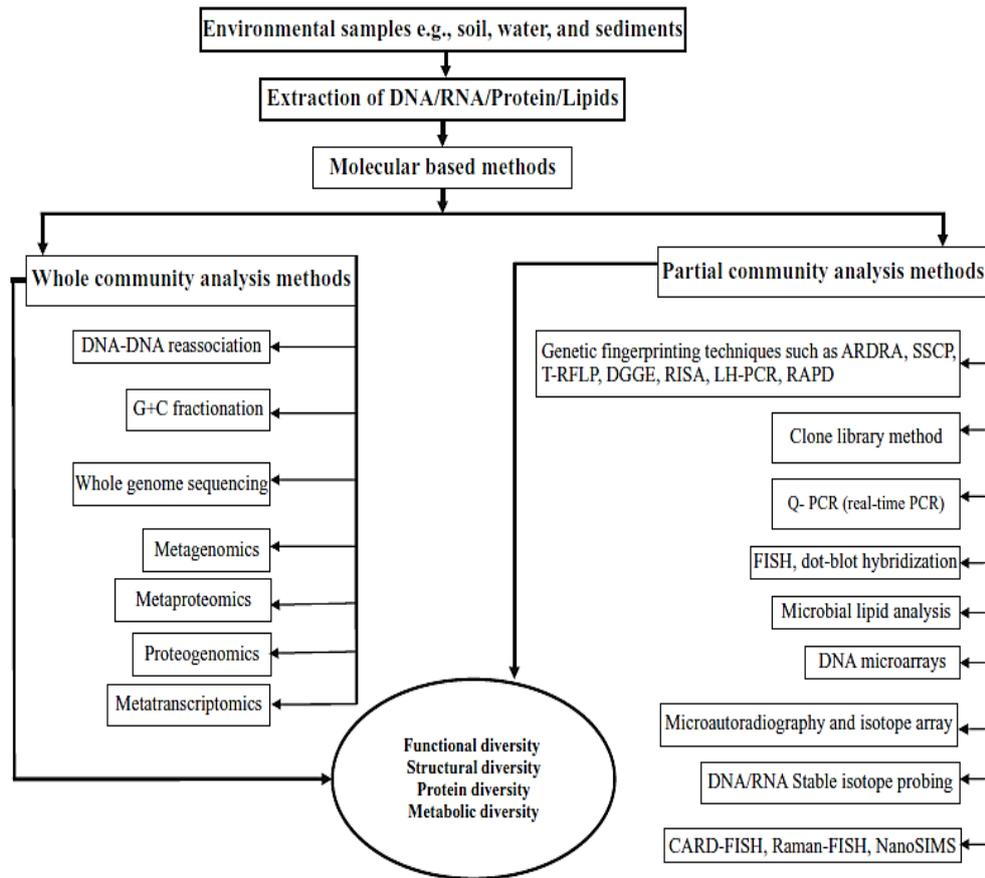 Environmental samples e.g., soil, water, and sediments
Extraction of DNA/RNA/Protein/Lipids
Molecular based methods
Whole community analysis methods
DNA-DNA reassociation
G+C fractionation
Whole genome sequencing
Metagenomics
Metaproteomics
Proteogenomics
Metatranscriptomics
Partial community analysis methods
Genetic fingerprinting techniques such as ARDRA, SSCP,
T-RFLP, DGGE, RISA, LH-PCR, RAPD
Clone library method
Q- PCR (real-time PCR)
FISH, dot-blot hybridization
Microbial lipid analysis
DNA microarrays
Microautoradiography and isotope array
DNA/RNA Stable isotope probing
CARD-FISH, Raman-FISH, NanoSIMS
Functional diversity
Structural diversity
Protein diversity
Metabolic diversity